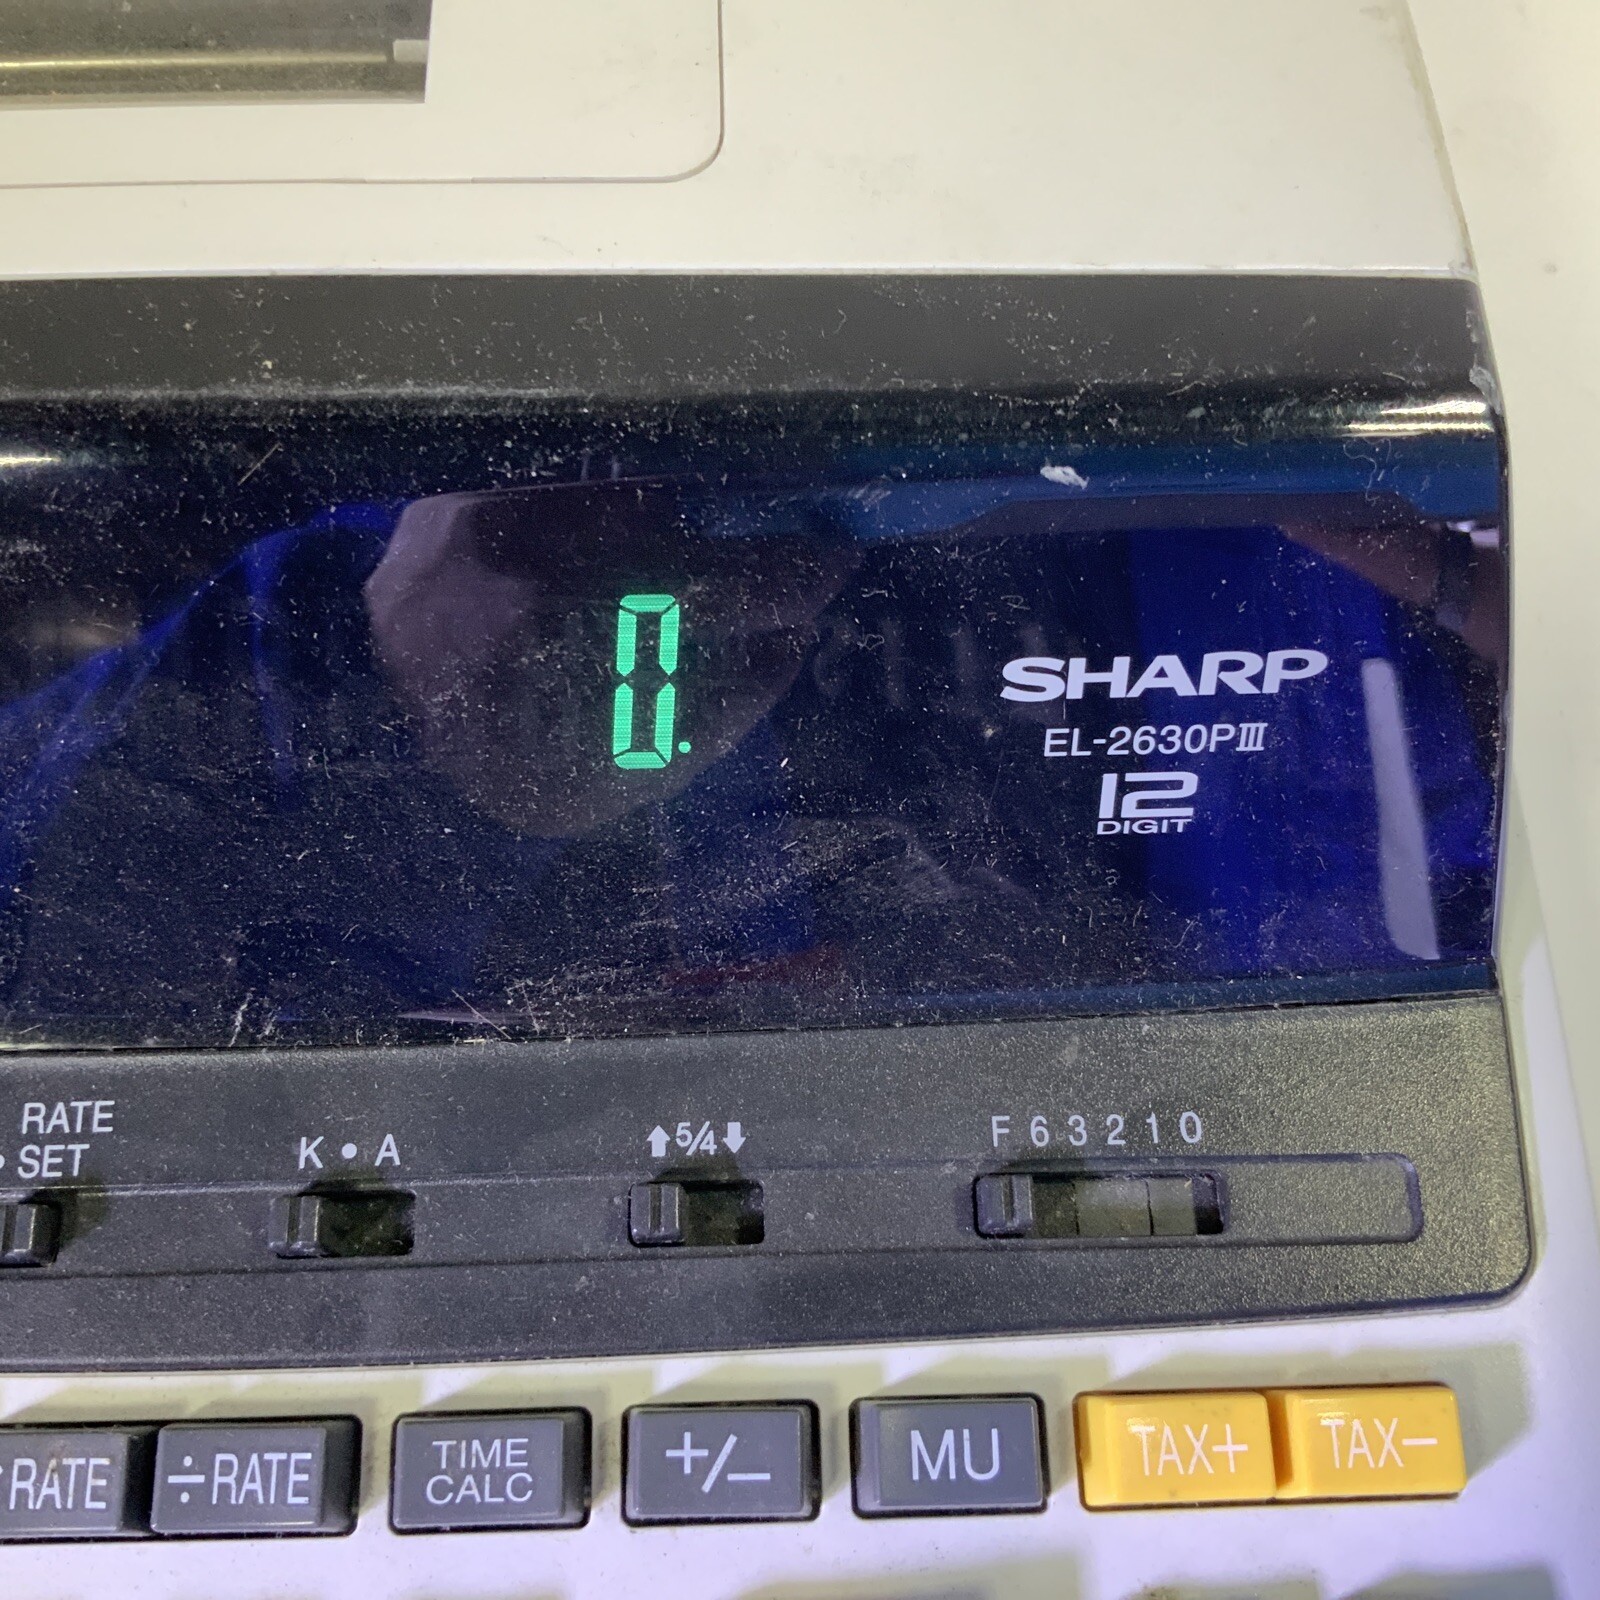 0.
SHARP
EL-2630PIII
12
DIGIT
RATE
• SET
K • A
⬆5/4⬇
F 6 3 2 1 0
RATE
÷RATE
TIME
CALC
+/−
MU
TAX+
TAX−